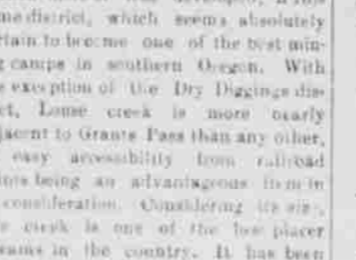 me district, which seems absolutely
rtain to become one of the best min-
g camps in southern Oregon. With
e exception of the Dry Diggings dis-
ct, Louse creek is more nearly
jacent to Grants Pass than any other,
easy accessibility from railroad
ints being an advantageous item in
consideration. Considering its size,
e creek is one of the best placer
eams in the country. It has been